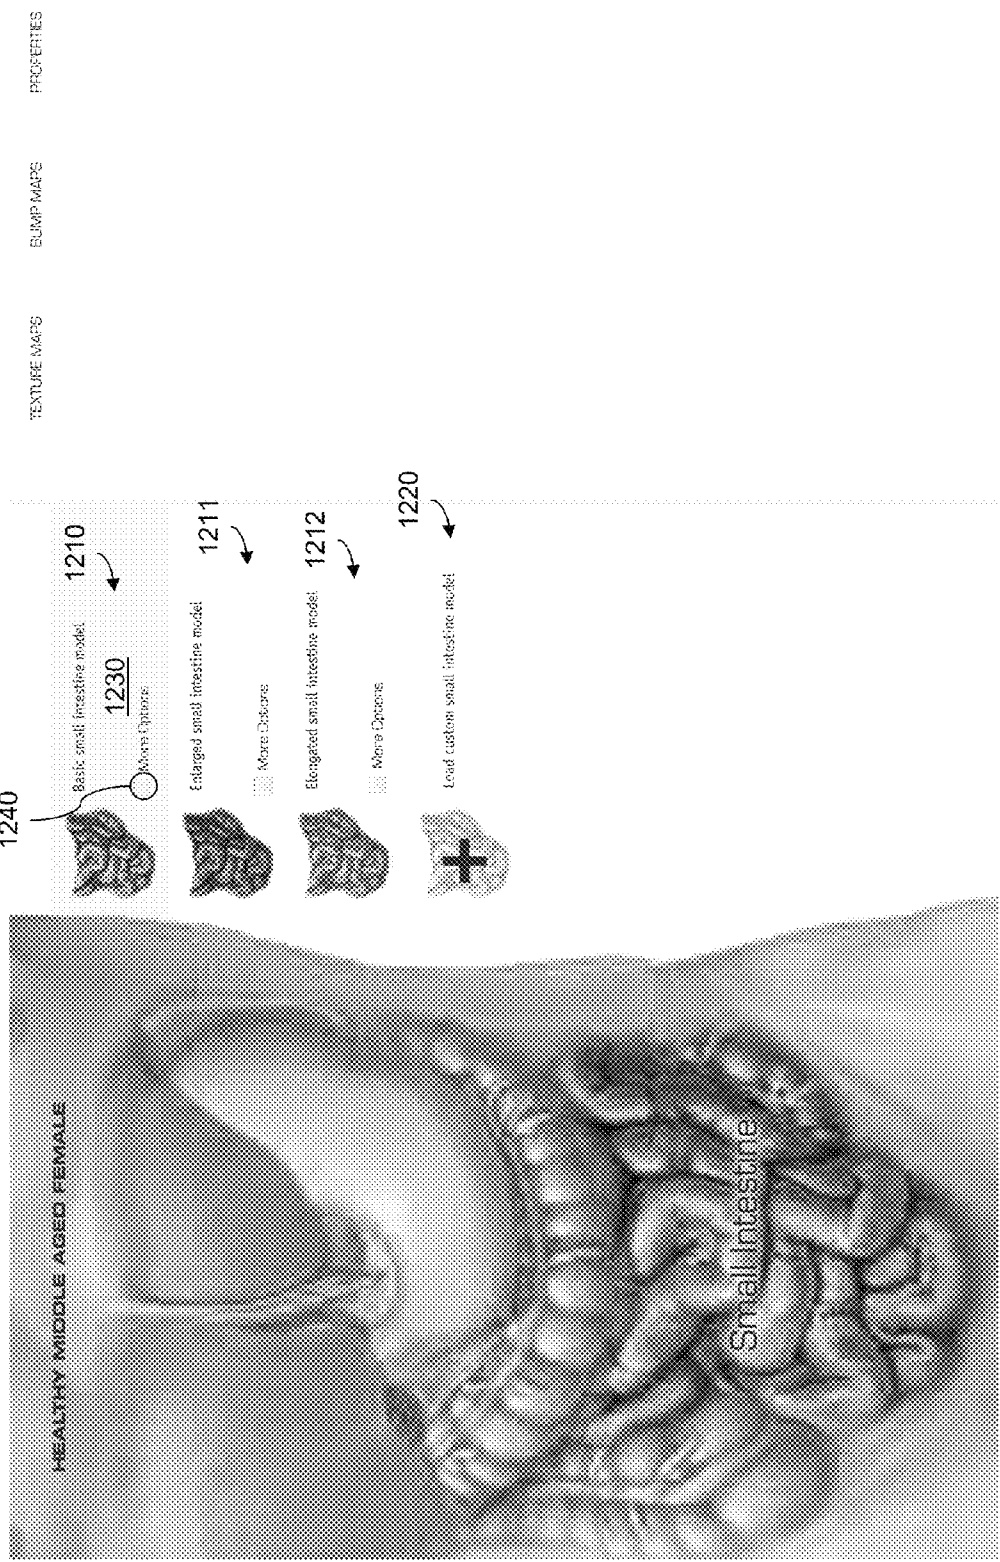 HEALTHY MIDDLE AGED FEMALE
TEXTURE MAPS
BUMP MAPS
PROPERTIES
1240
Basic small intestine model
1210
1230
More Options
Enlarged small intestine model
1211
More Options
Elongated small intestine model
1212
More Options
1220
Load custom small intestine model
Small Intestine